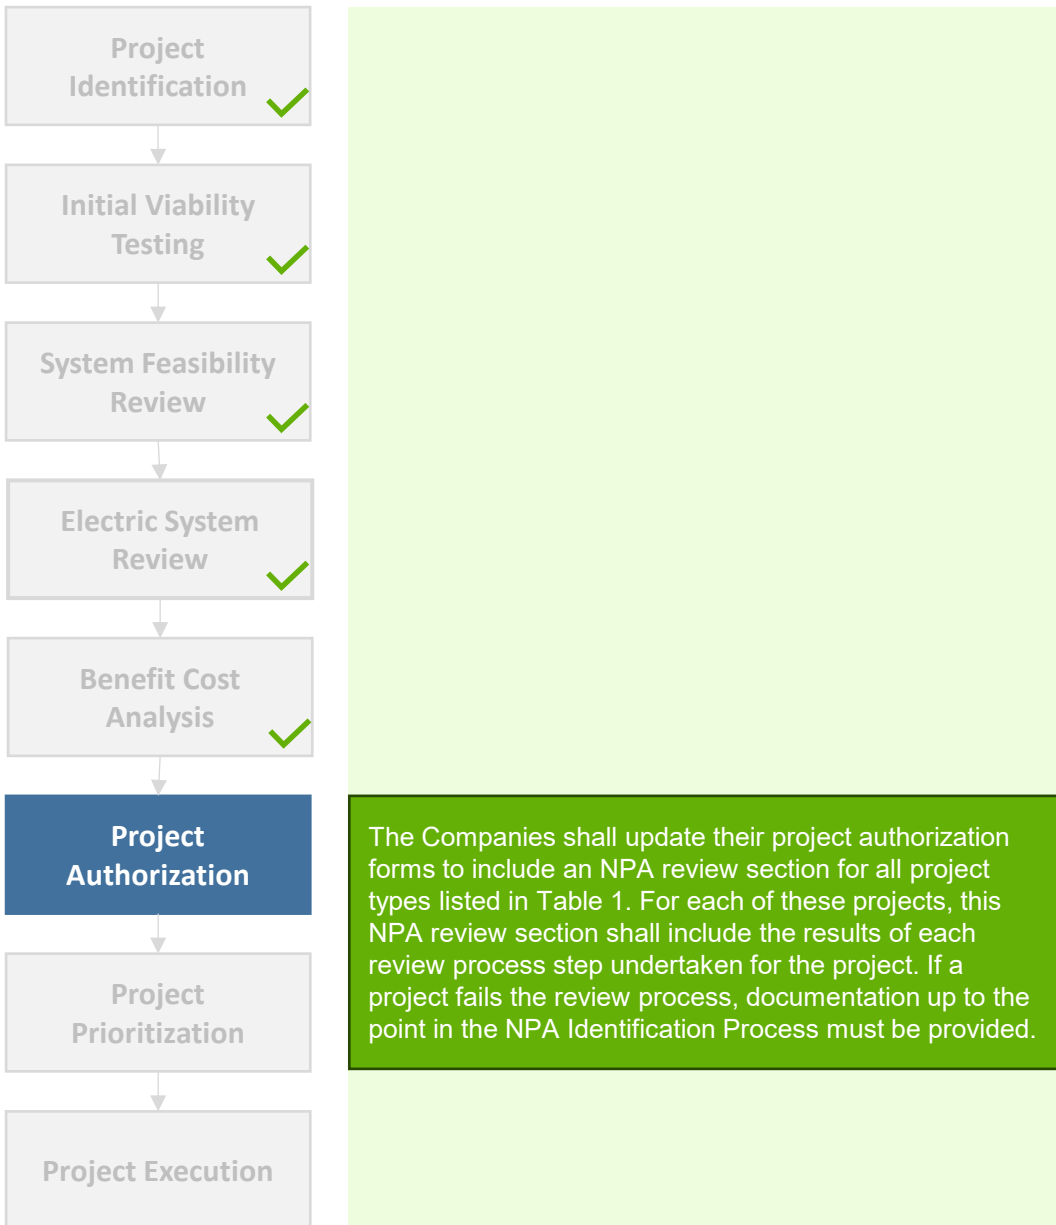 Project
Identification
Initial Viability
Testing
System Feasibility
Review
Electric System
Review
Benefit Cost
Analysis
Project
Authorization
The Companies shall update their project authorization
forms to include an NPA review section for all project
types listed in Table 1. For each of these projects, this
NPA review section shall include the results of each
review process step undertaken for the project. If a
project fails the review process, documentation up to the
point in the NPA Identification Process must be provided.
Project
Prioritization
Project Execution